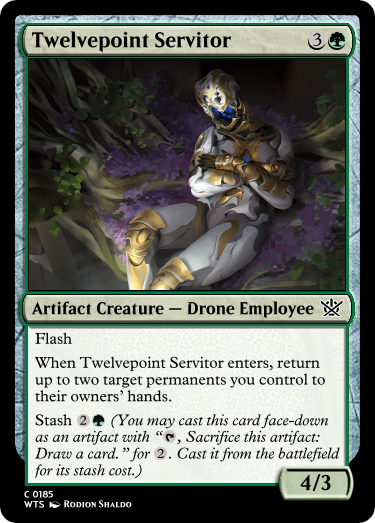 Twelvepoint Servitor 3
Artifact Creature — Drone Employee
Flash
When Twelvepoint Servitor enters, return
up to two target permanents you control to
their owners’ hands.
Stash 2 (You may cast this card face-down
as an artifact with “, Sacrifice this artifact:
Draw a card.” for 2. Cast it from the battlefield
for its stash cost.)
4/3
C 0185
WTS Rodion Shaldo